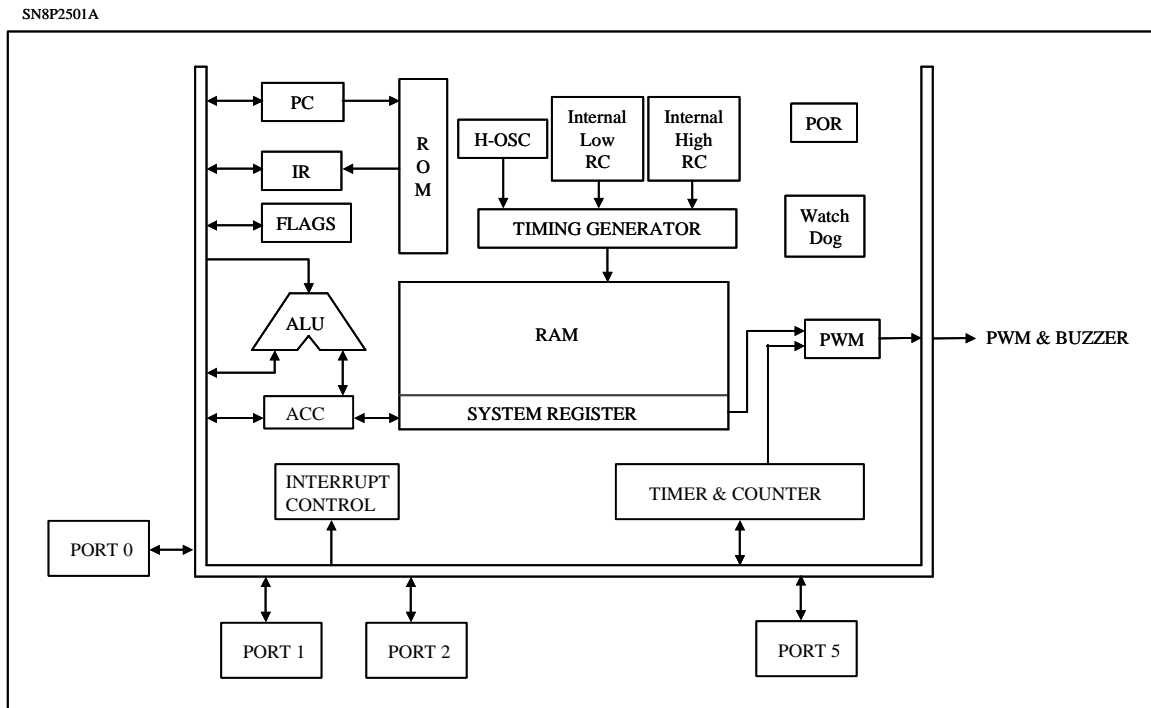 SN8P2501A
PC
IR
FLAGS
R
O
M
H-OSC
Internal
Low
RC
Internal
High
RC
TIMING GENERATOR
POR
Watch
Dog
ALU
RAM
ACC
SYSTEM REGISTER
PWM
PWM & BUZZER
INTERRUPT
CONTROL
TIMER & COUNTER
PORT 0
PORT 1
PORT 2
PORT 5